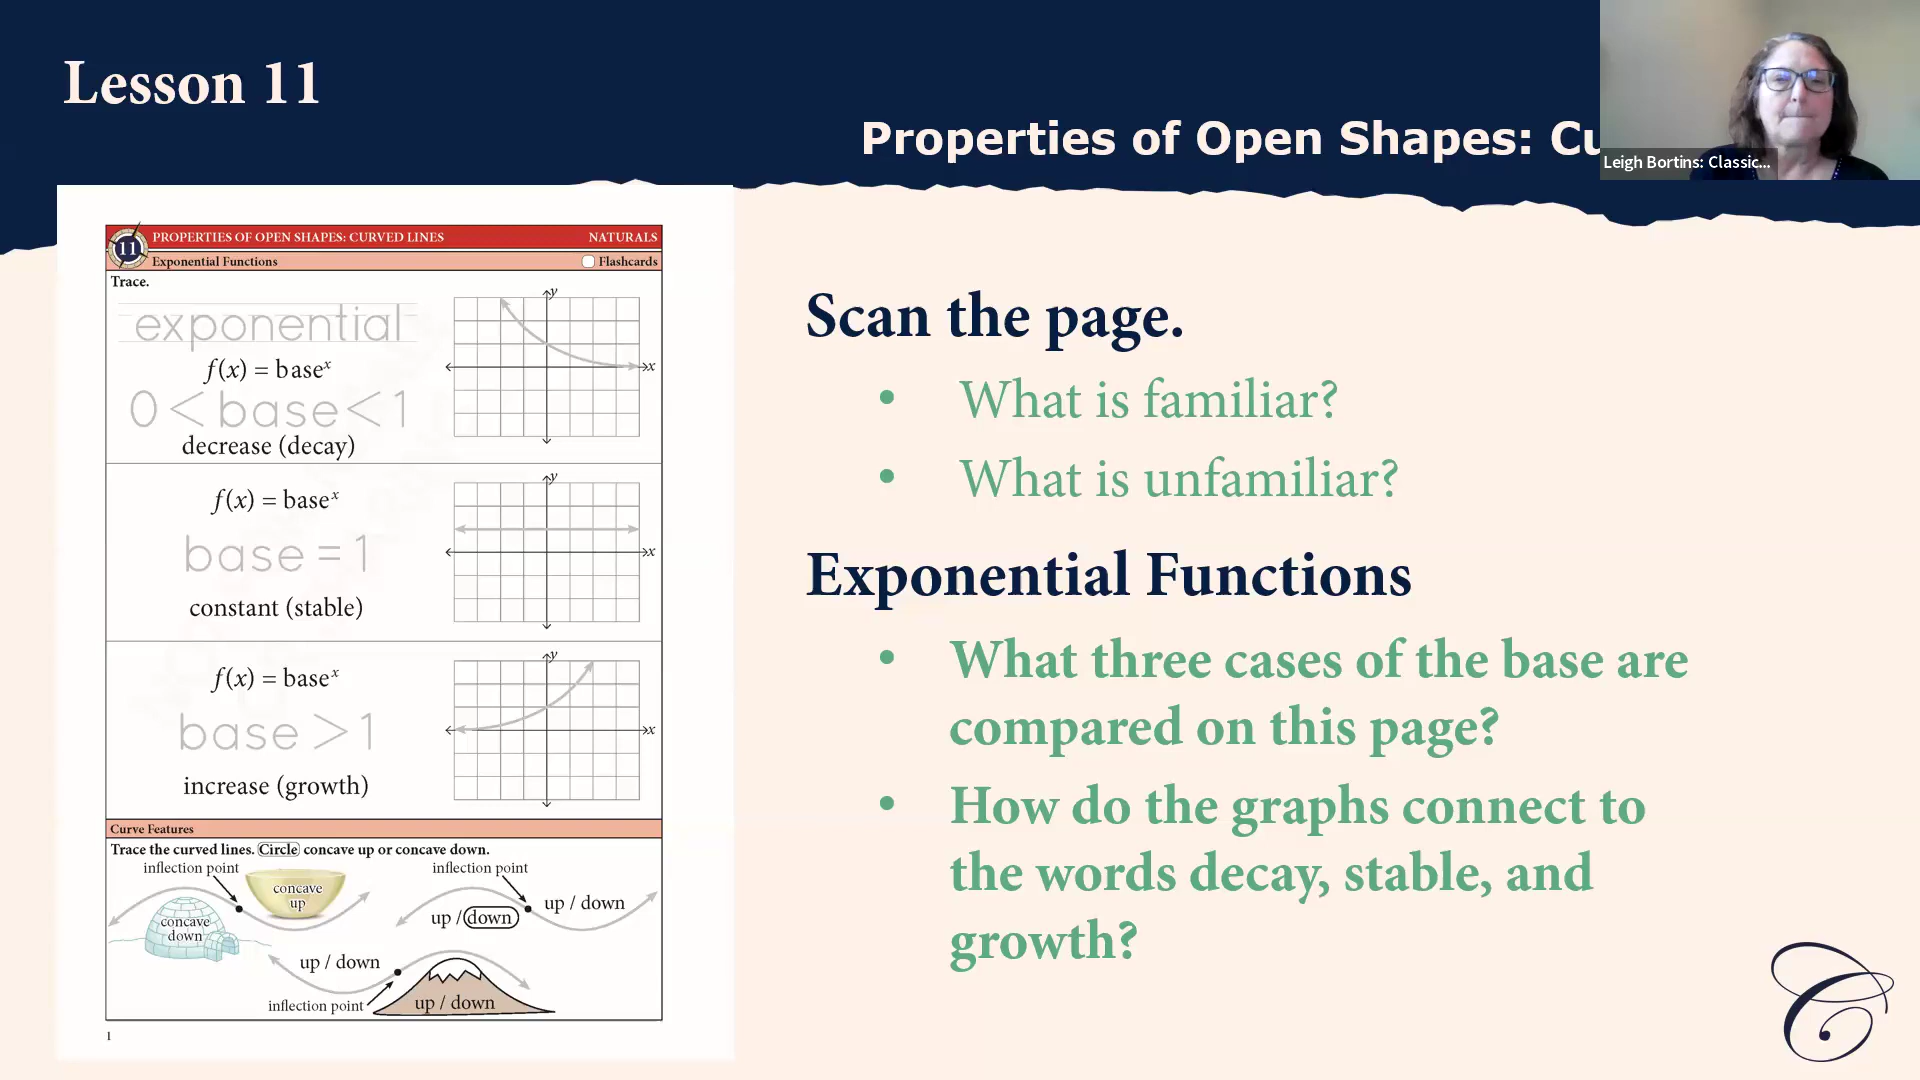 Lesson 11
Properties of Open Shapes: Cu
Leigh Bortins: Classic...
11
PROPERTIES OF OPEN SHAPES: CURVED LINES
NATURALS
Exponential Functions
Flashcards
Trace.
exponential
f(x) = baseˣ
0 < base < 1
decrease (decay)
y
x
f(x) = baseˣ
base = 1
constant (stable)
y
x
f(x) = baseˣ
base > 1
increase (growth)
y
x
Curve Features
Trace the curved lines. Circle concave up or concave down.
inflection point
concave
up
concave
down
inflection point
up / down
up / down
up / down
inflection point
up / down
1
Scan the page.
• What is familiar?
• What is unfamiliar?
Exponential Functions
• What three cases of the base are
compared on this page?
• How do the graphs connect to
the words decay, stable, and
growth?